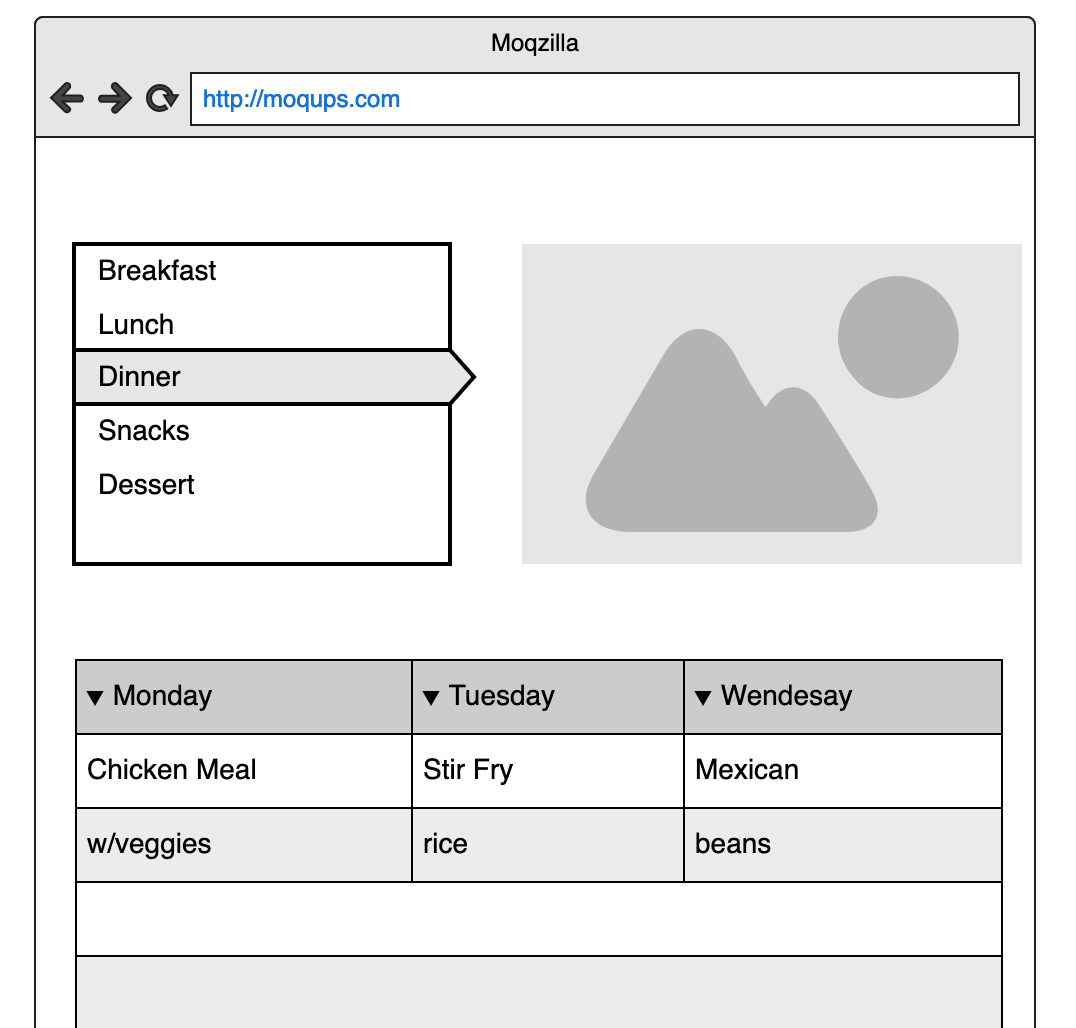 Moqzilla
http://moqups.com
Breakfast
Lunch
Dinner
Snacks
Dessert
Monday Tuesday Wendesay
Chicken Meal Stir Fry Mexican
w/veggies rice beans